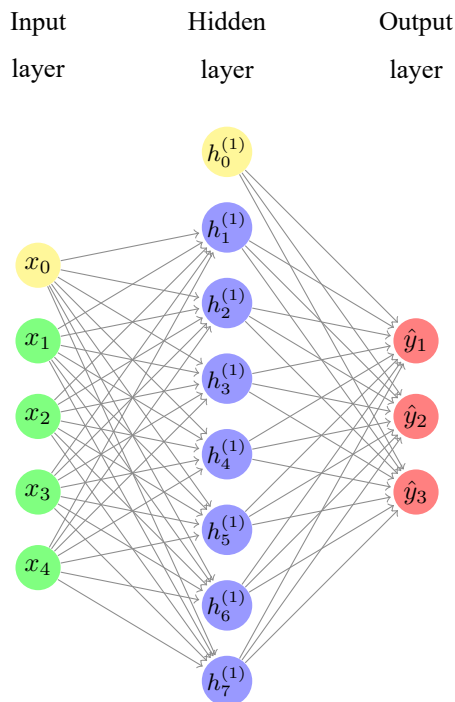 Input layer
Hidden layer
Output layer
h_0^{(1)}
h_1^{(1)}
x_0
h_2^{(1)}
x_1
ŷ_1
h_3^{(1)}
x_2
ŷ_2
h_4^{(1)}
x_3
ŷ_3
h_5^{(1)}
x_4
h_6^{(1)}
h_7^{(1)}